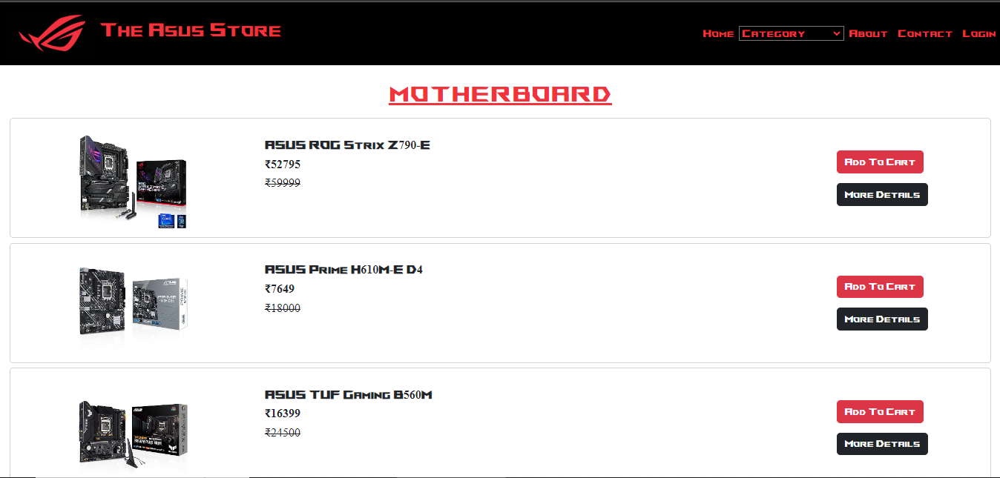 The Asus Store
Home Category About Contact Login
MOTHERBOARD
ASUS ROG Strix Z790-E
₹52795
₹59999
Add To Cart
More Details
ASUS Prime H610M-E D4
₹7649
₹18000
Add To Cart
More Details
ASUS TUF Gaming B560M
₹16399
₹24500
Add To Cart
More Details